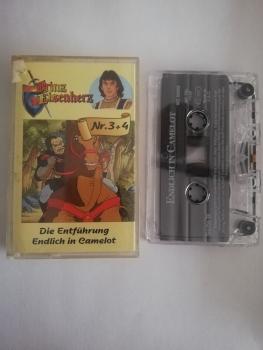 Prinz
Eisenherz
Nr. 3+4
Die Entführung
Endlich in Camelot
ENDLICH IN CAMELOT